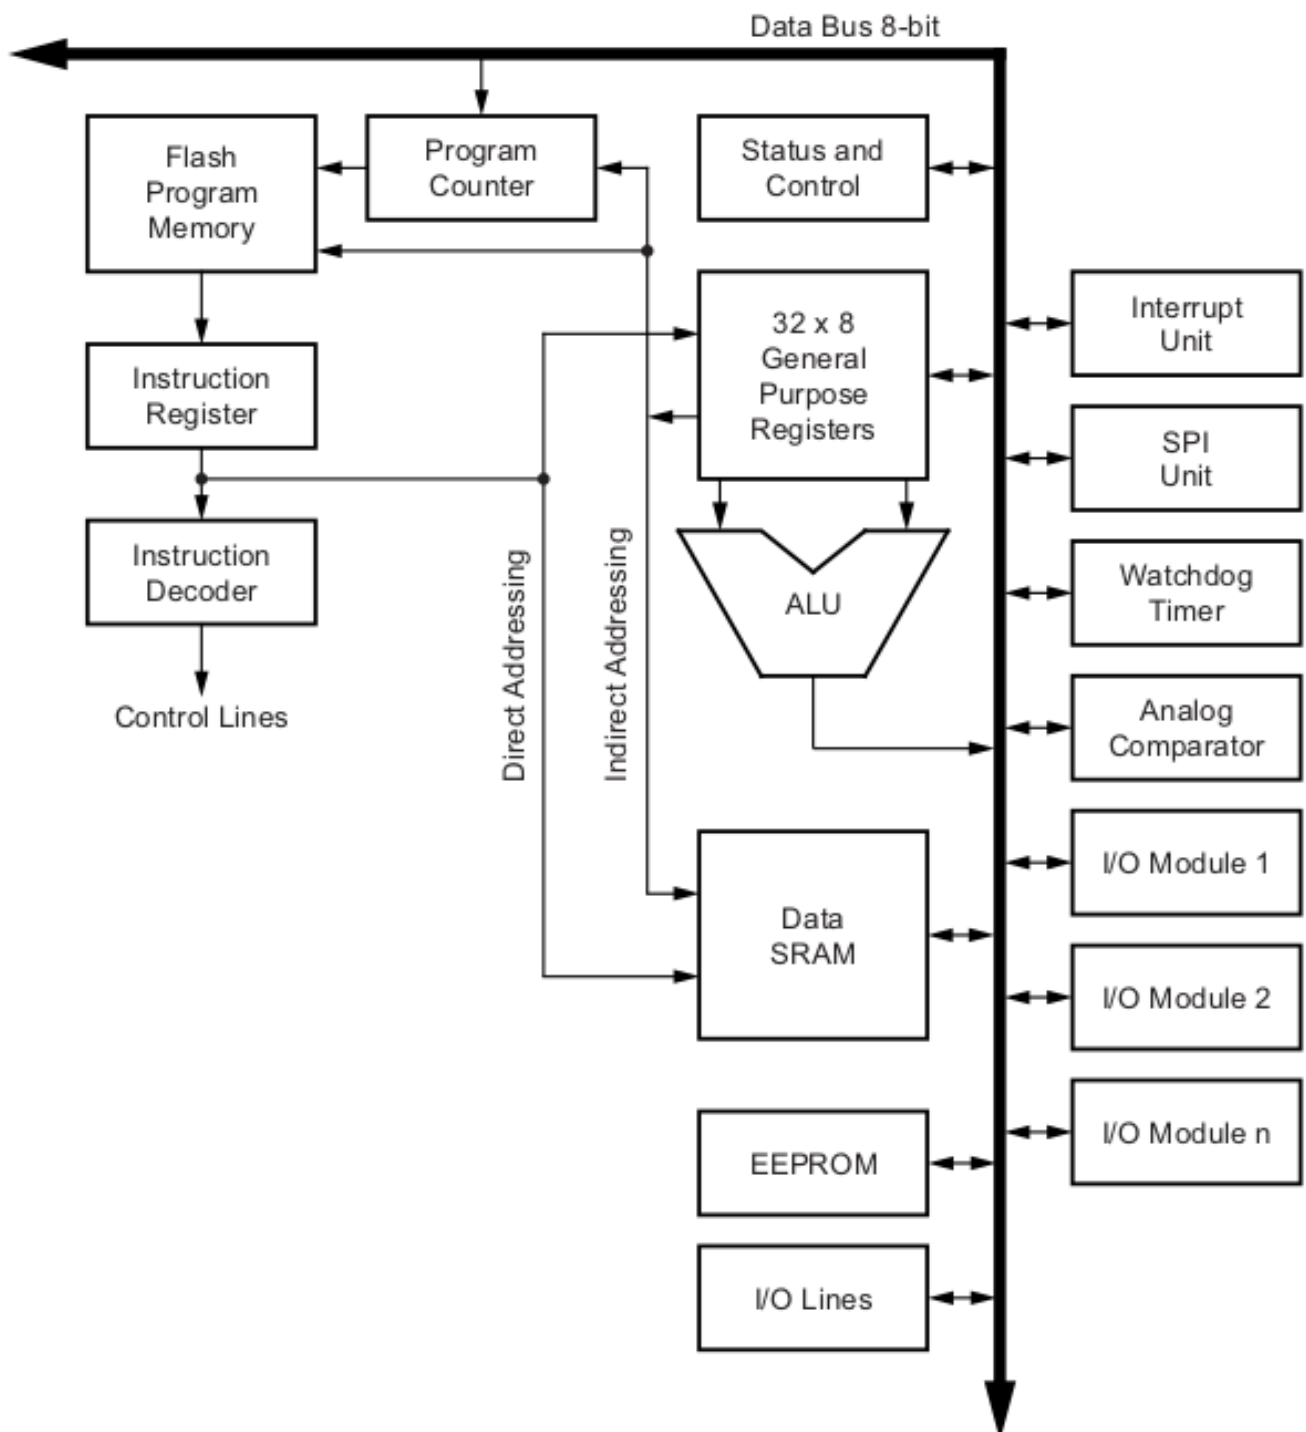 Data Bus 8-bit
Flash
Program
Memory
Program
Counter
Status and
Control
32 x 8
General
Purpose
Registers
Interrupt
Unit
Instruction
Register
SPI
Unit
Instruction
Decoder
Direct Addressing
Indirect Addressing
ALU
Watchdog
Timer
Control Lines
Analog
Comparator
I/O Module 1
Data
SRAM
I/O Module 2
I/O Module n
EEPROM
I/O Lines